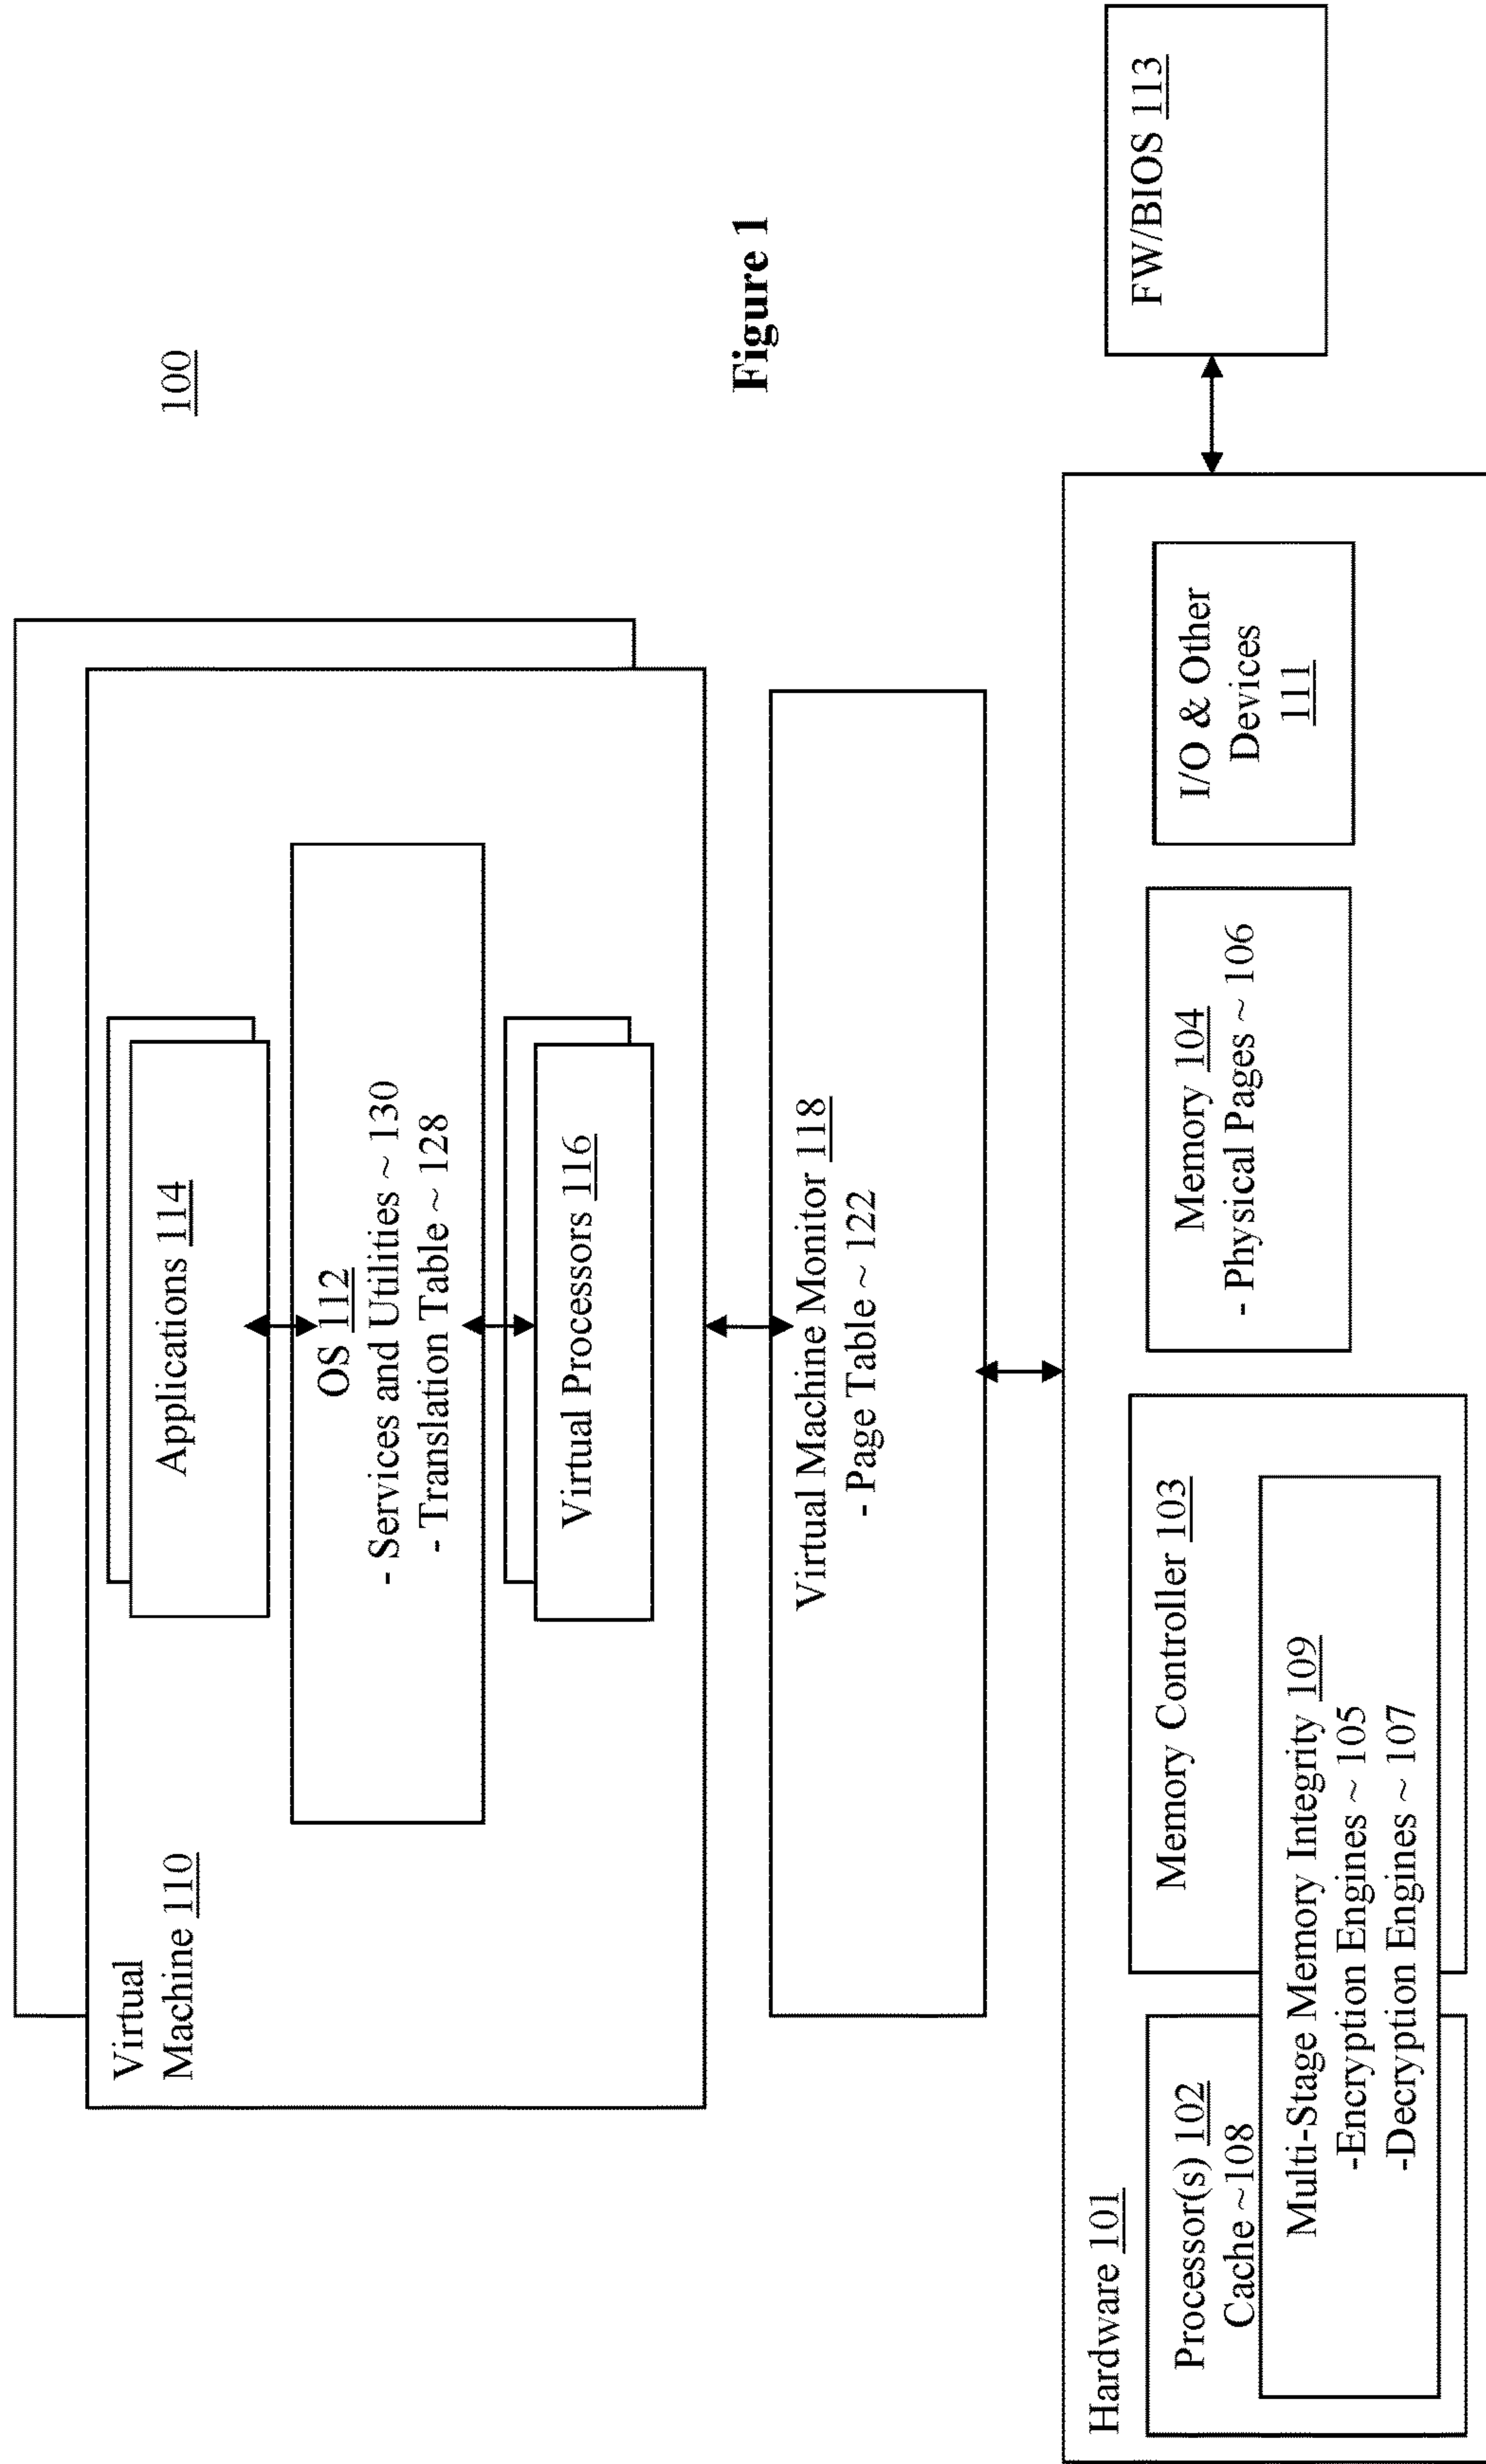 100
Virtual
Machine 110
Applications 114
OS 112
- Services and Utilities ~ 130
- Translation Table ~ 128
Virtual Processors 116
Virtual Machine Monitor 118
- Page Table ~ 122
Figure 1
Hardware 101
Processor(s) 102
Cache ~108
Memory Controller 103
Multi-Stage Memory Integrity 109
-Encryption Engines ~ 105
-Decryption Engines ~ 107
Memory 104
- Physical Pages ~ 106
I/O & Other
Devices
111
FW/BIOS 113